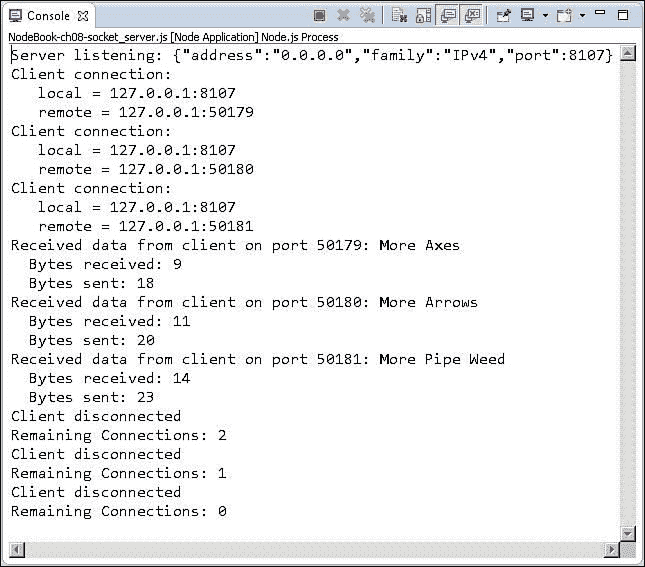 Console
NodeBook-ch08-socket_server.js [Node Application] Node.js Process
Server listening: {"address":"0.0.0.0","family":"IPv4","port":8107}
Client connection:
   local = 127.0.0.1:8107
   remote = 127.0.0.1:50179
Client connection:
   local = 127.0.0.1:8107
   remote = 127.0.0.1:50180
Client connection:
   local = 127.0.0.1:8107
   remote = 127.0.0.1:50181
Received data from client on port 50179: More Axes
  Bytes received: 9
  Bytes sent: 18
Received data from client on port 50180: More Arrows
  Bytes received: 11
  Bytes sent: 20
Received data from client on port 50181: More Pipe Weed
  Bytes received: 14
  Bytes sent: 23
Client disconnected
Remaining Connections: 2
Client disconnected
Remaining Connections: 1
Client disconnected
Remaining Connections: 0